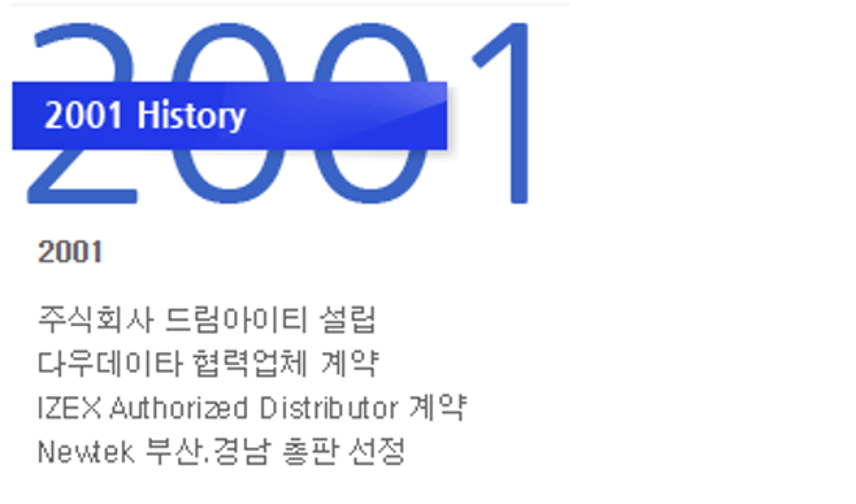 2001
2001 History
2001
주식회사 드림아이티 설립
다우데이타 협력업체 계약
IZEX Authorized Distributor 계약
Newtek 부산.경남 총판 선정